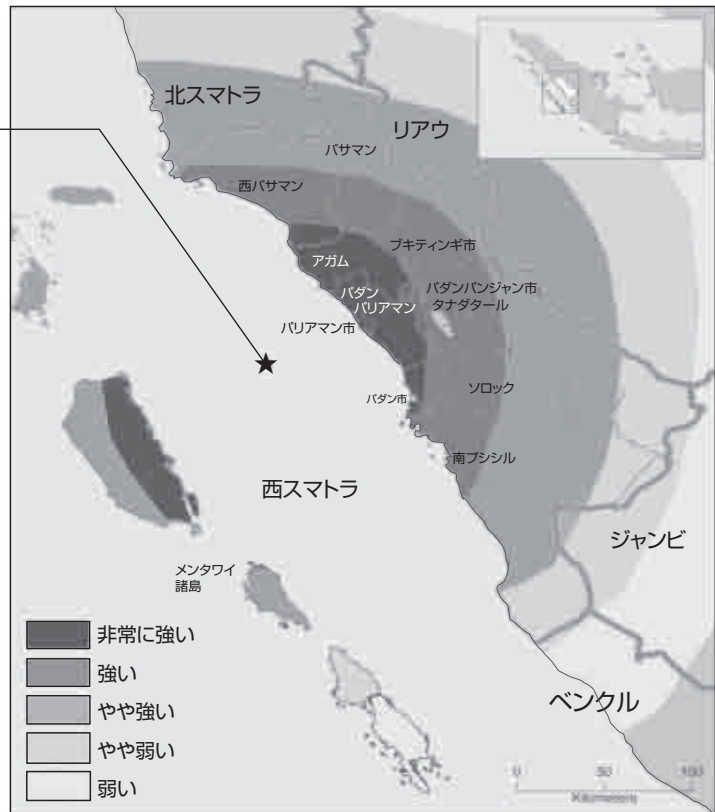 北スマトラ
リアウ
パサマン
西パサマン
ブキティンギ市
アガム
パダンパンジャン市
タナダタール
パダン
パリアマン
パリアマン市
ソロック
パダン市
南プシシル
西スマトラ
ジャンビ
メンタワイ
諸島
非常に強い
強い
やや強い
やや弱い
弱い
ベンクル
0 50 100
Kilometers